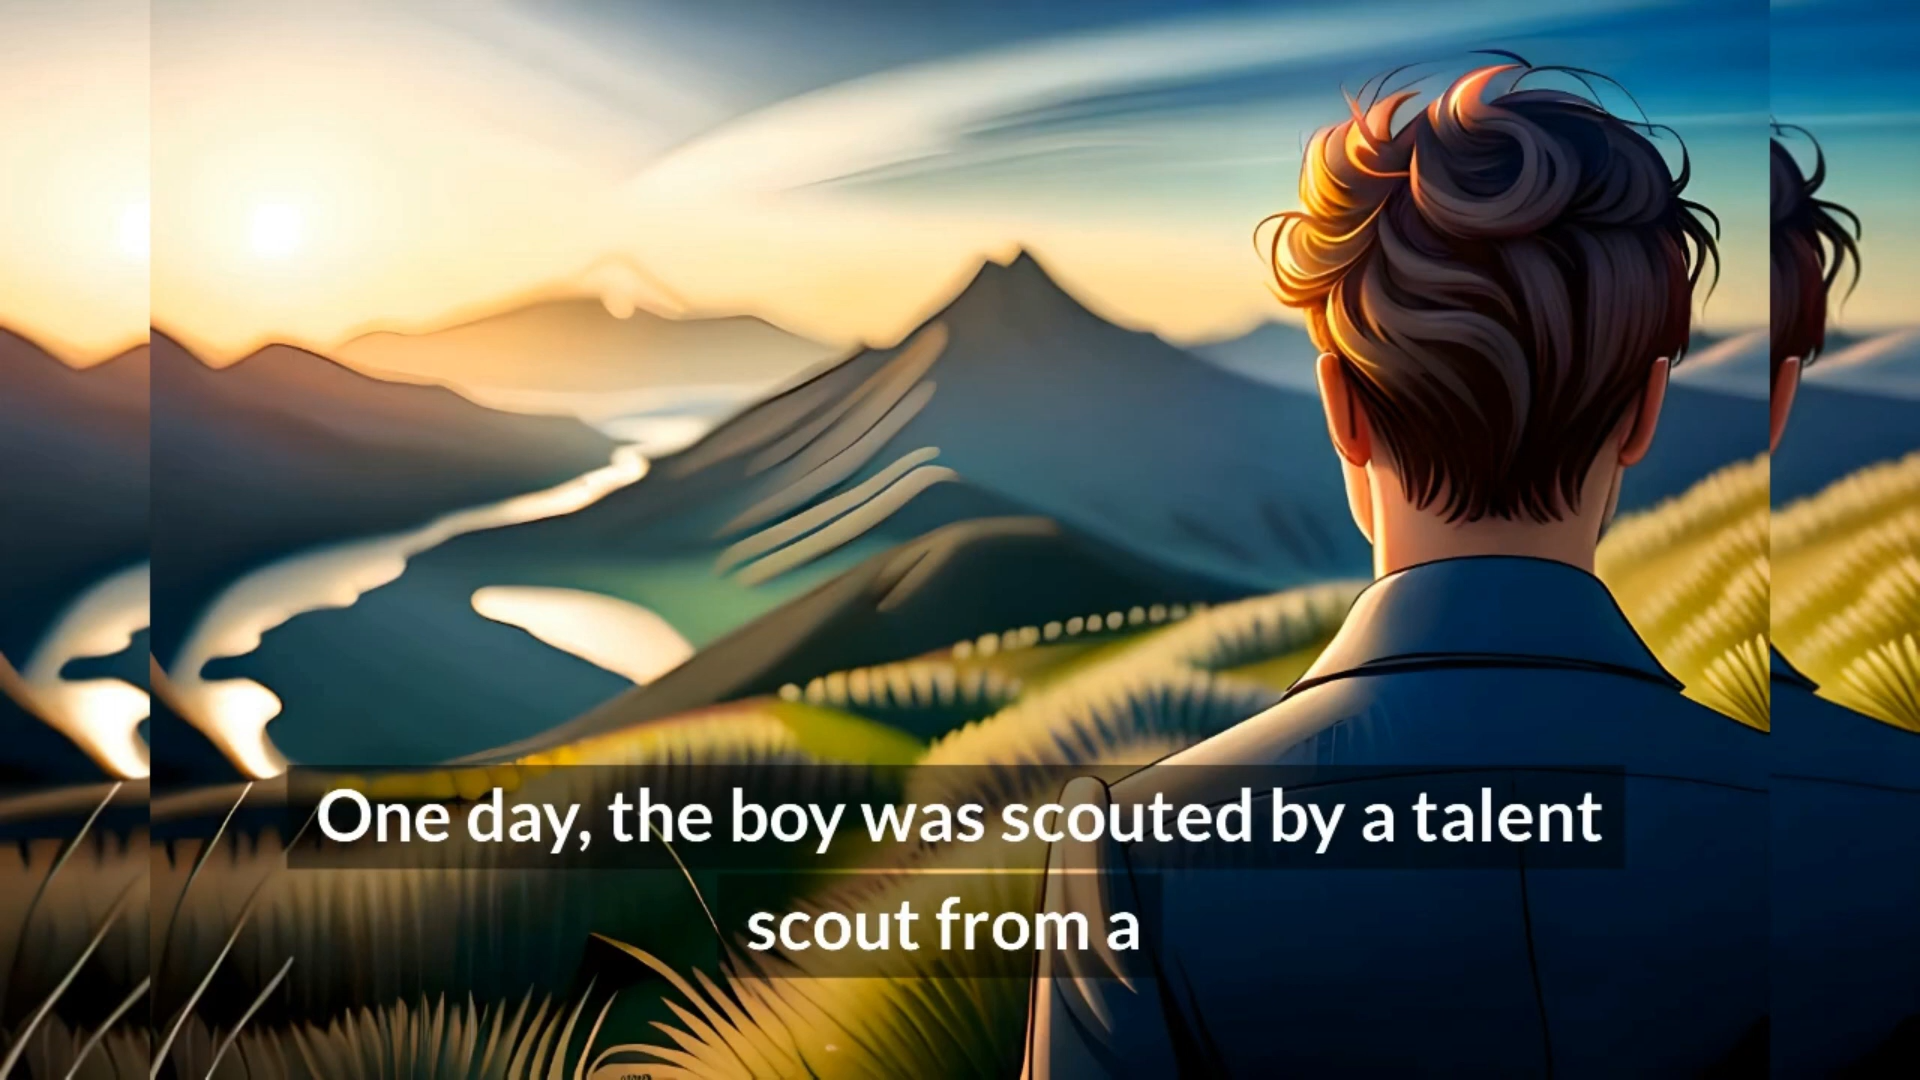 One day, the boy was scouted by a talent
scout from a